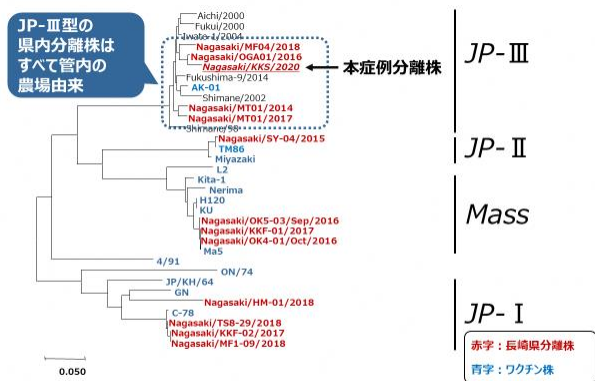 JP-Ⅲ型の
県内分離株は
すべて管内の
農場由来
Aichi/2000
Fukui/2000
Iwate-1/2004
Nagasaki/MF04/2018
Nagasaki/OGA01/2016
Nagasaki/KKS/2020
本症例分離株
Fukushima-9/2014
AK-01
Shimane/2002
Nagasaki/MT01/2014
Nagasaki/MT01/2017
Shimane/98
JP-Ⅲ
Nagasaki/SY-04/2015
TM86
Miyazaki
JP-Ⅱ
L2
Kita-1
Nerima
H120
KU
Nagasaki/OK5-03/Sep/2016
Nagasaki/KKF-01/2017
Nagasaki/OK4-01/Oct/2016
Ma5
Mass
4/91
ON/74
JP/KH/64
GN
Nagasaki/HM-01/2018
C-78
Nagasaki/TS8-29/2018
Nagasaki/KKF-02/2017
Nagasaki/MF1-09/2018
JP-Ⅰ
赤字：長崎県分離株
青字：ワクチン株
0.050